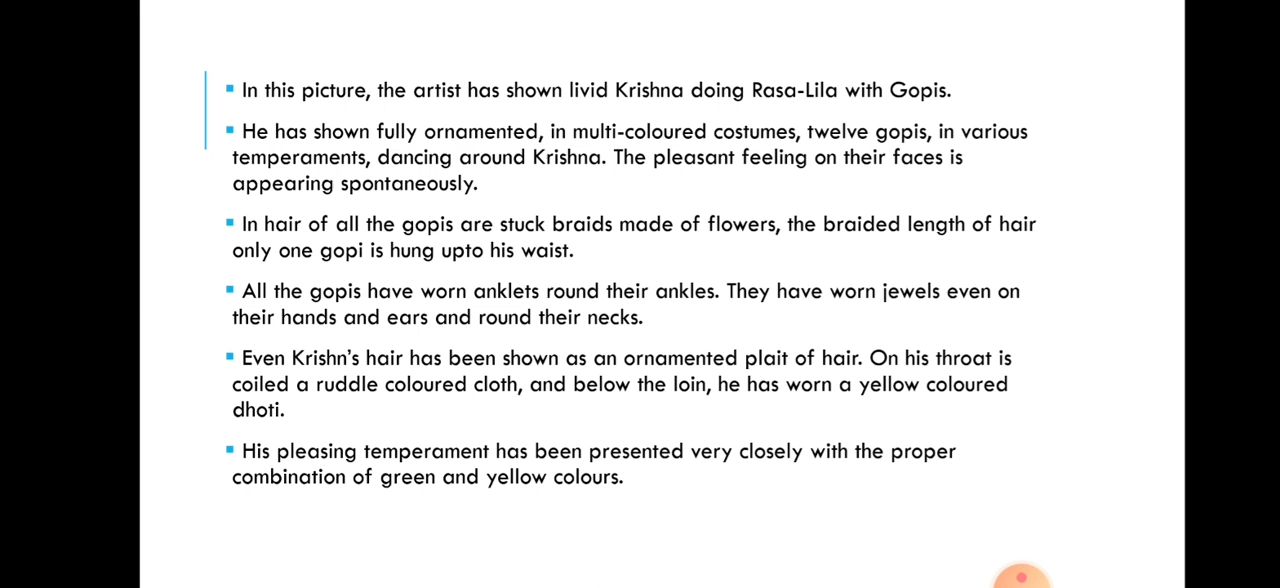 ▪ In this picture, the artist has shown livid Krishna doing Rasa-Lila with Gopis.
▪ He has shown fully ornamented, in multi-coloured costumes, twelve gopis, in various
temperaments, dancing around Krishna. The pleasant feeling on their faces is
appearing spontaneously.
▪ In hair of all the gopis are stuck braids made of flowers, the braided length of hair
only one gopi is hung upto his waist.
▪ All the gopis have worn anklets round their ankles. They have worn jewels even on
their hands and ears and round their necks.
▪ Even Krishn’s hair has been shown as an ornamented plait of hair. On his throat is
coiled a ruddle coloured cloth, and below the loin, he has worn a yellow coloured
dhoti.
▪ His pleasing temperament has been presented very closely with the proper
combination of green and yellow colours.